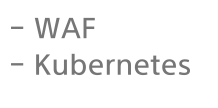 – WAF
– Kubernetes